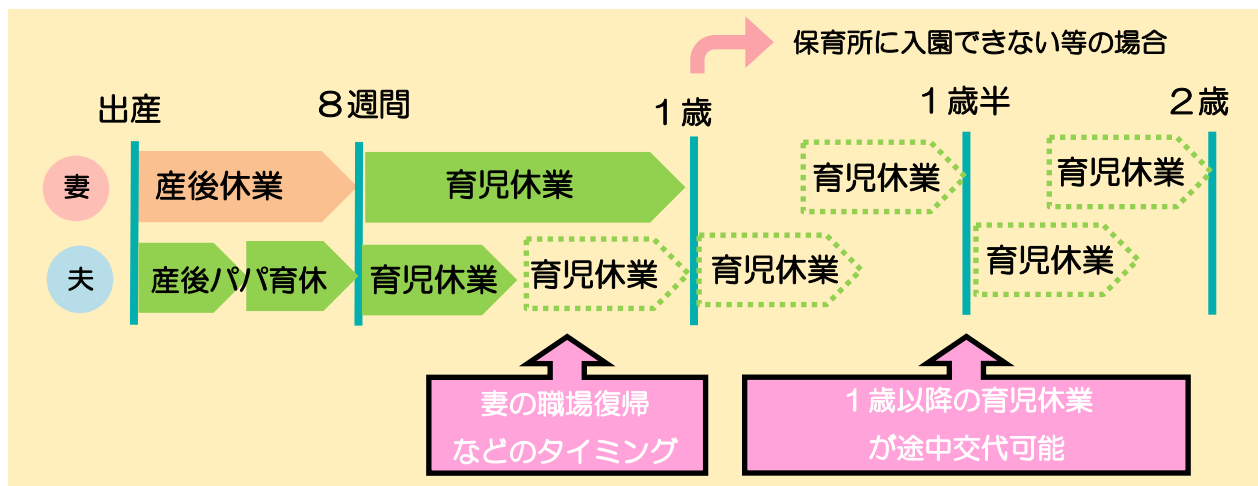 保育所に入園できない等の場合
出産
８週間
１歳
１歳半
２歳
妻
産後休業
育児休業
育児休業
育児休業
夫
産後パパ育休
育児休業
育児休業
育児休業
育児休業
妻の職場復帰
などのタイミング
１歳以降の育児休業
が途中交代可能